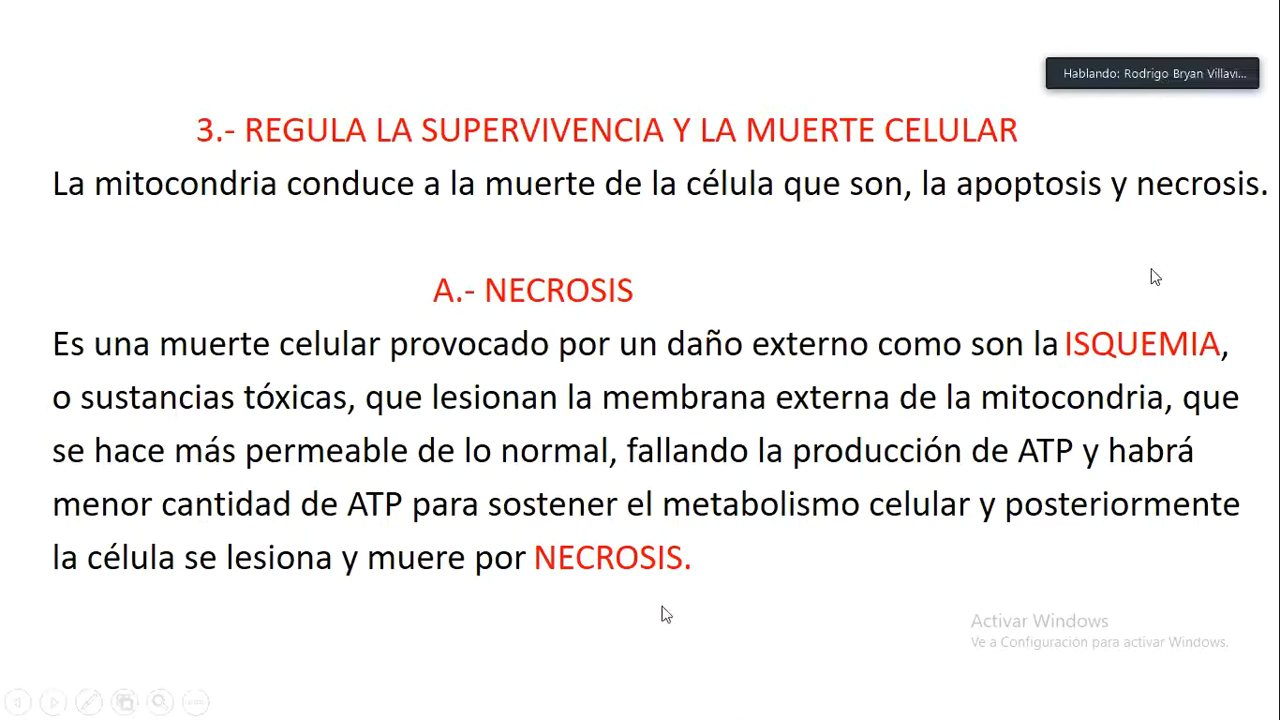 Hablando: Rodrigo Bryan Villavi...
3.- REGULA LA SUPERVIVENCIA Y LA MUERTE CELULAR
La mitocondria conduce a la muerte de la célula que son, la apoptosis y necrosis.
A.- NECROSIS
Es una muerte celular provocado por un daño externo como son la ISQUEMIA,
o sustancias tóxicas, que lesionan la membrana externa de la mitocondria, que
se hace más permeable de lo normal, fallando la producción de ATP y habrá
menor cantidad de ATP para sostener el metabolismo celular y posteriormente
la célula se lesiona y muere por NECROSIS.
Activar Windows
Ve a Configuración para activar Windows.